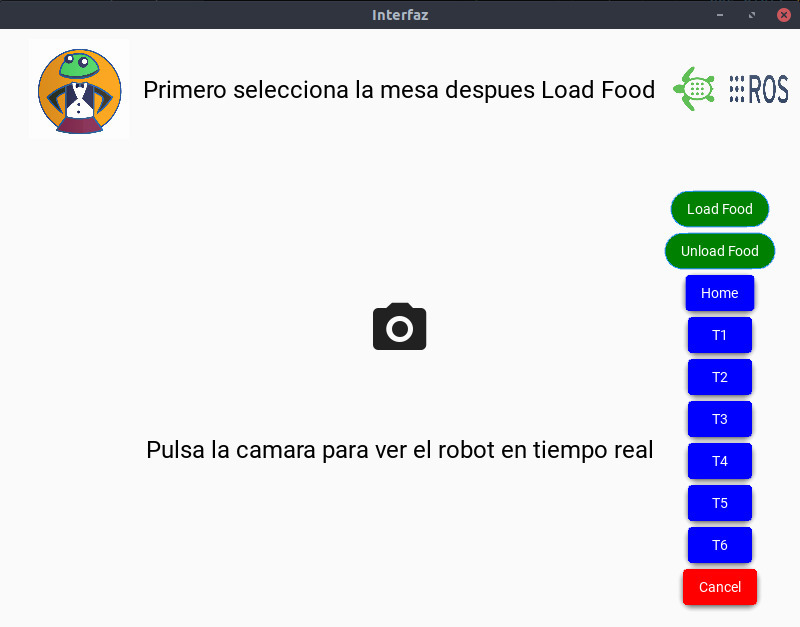 Interfaz
Primero selecciona la mesa despues Load Food
ROS
Load Food
Unload Food
Home
T1
T2
T3
T4
Pulsa la camara para ver el robot en tiempo real
T5
T6
Cancel